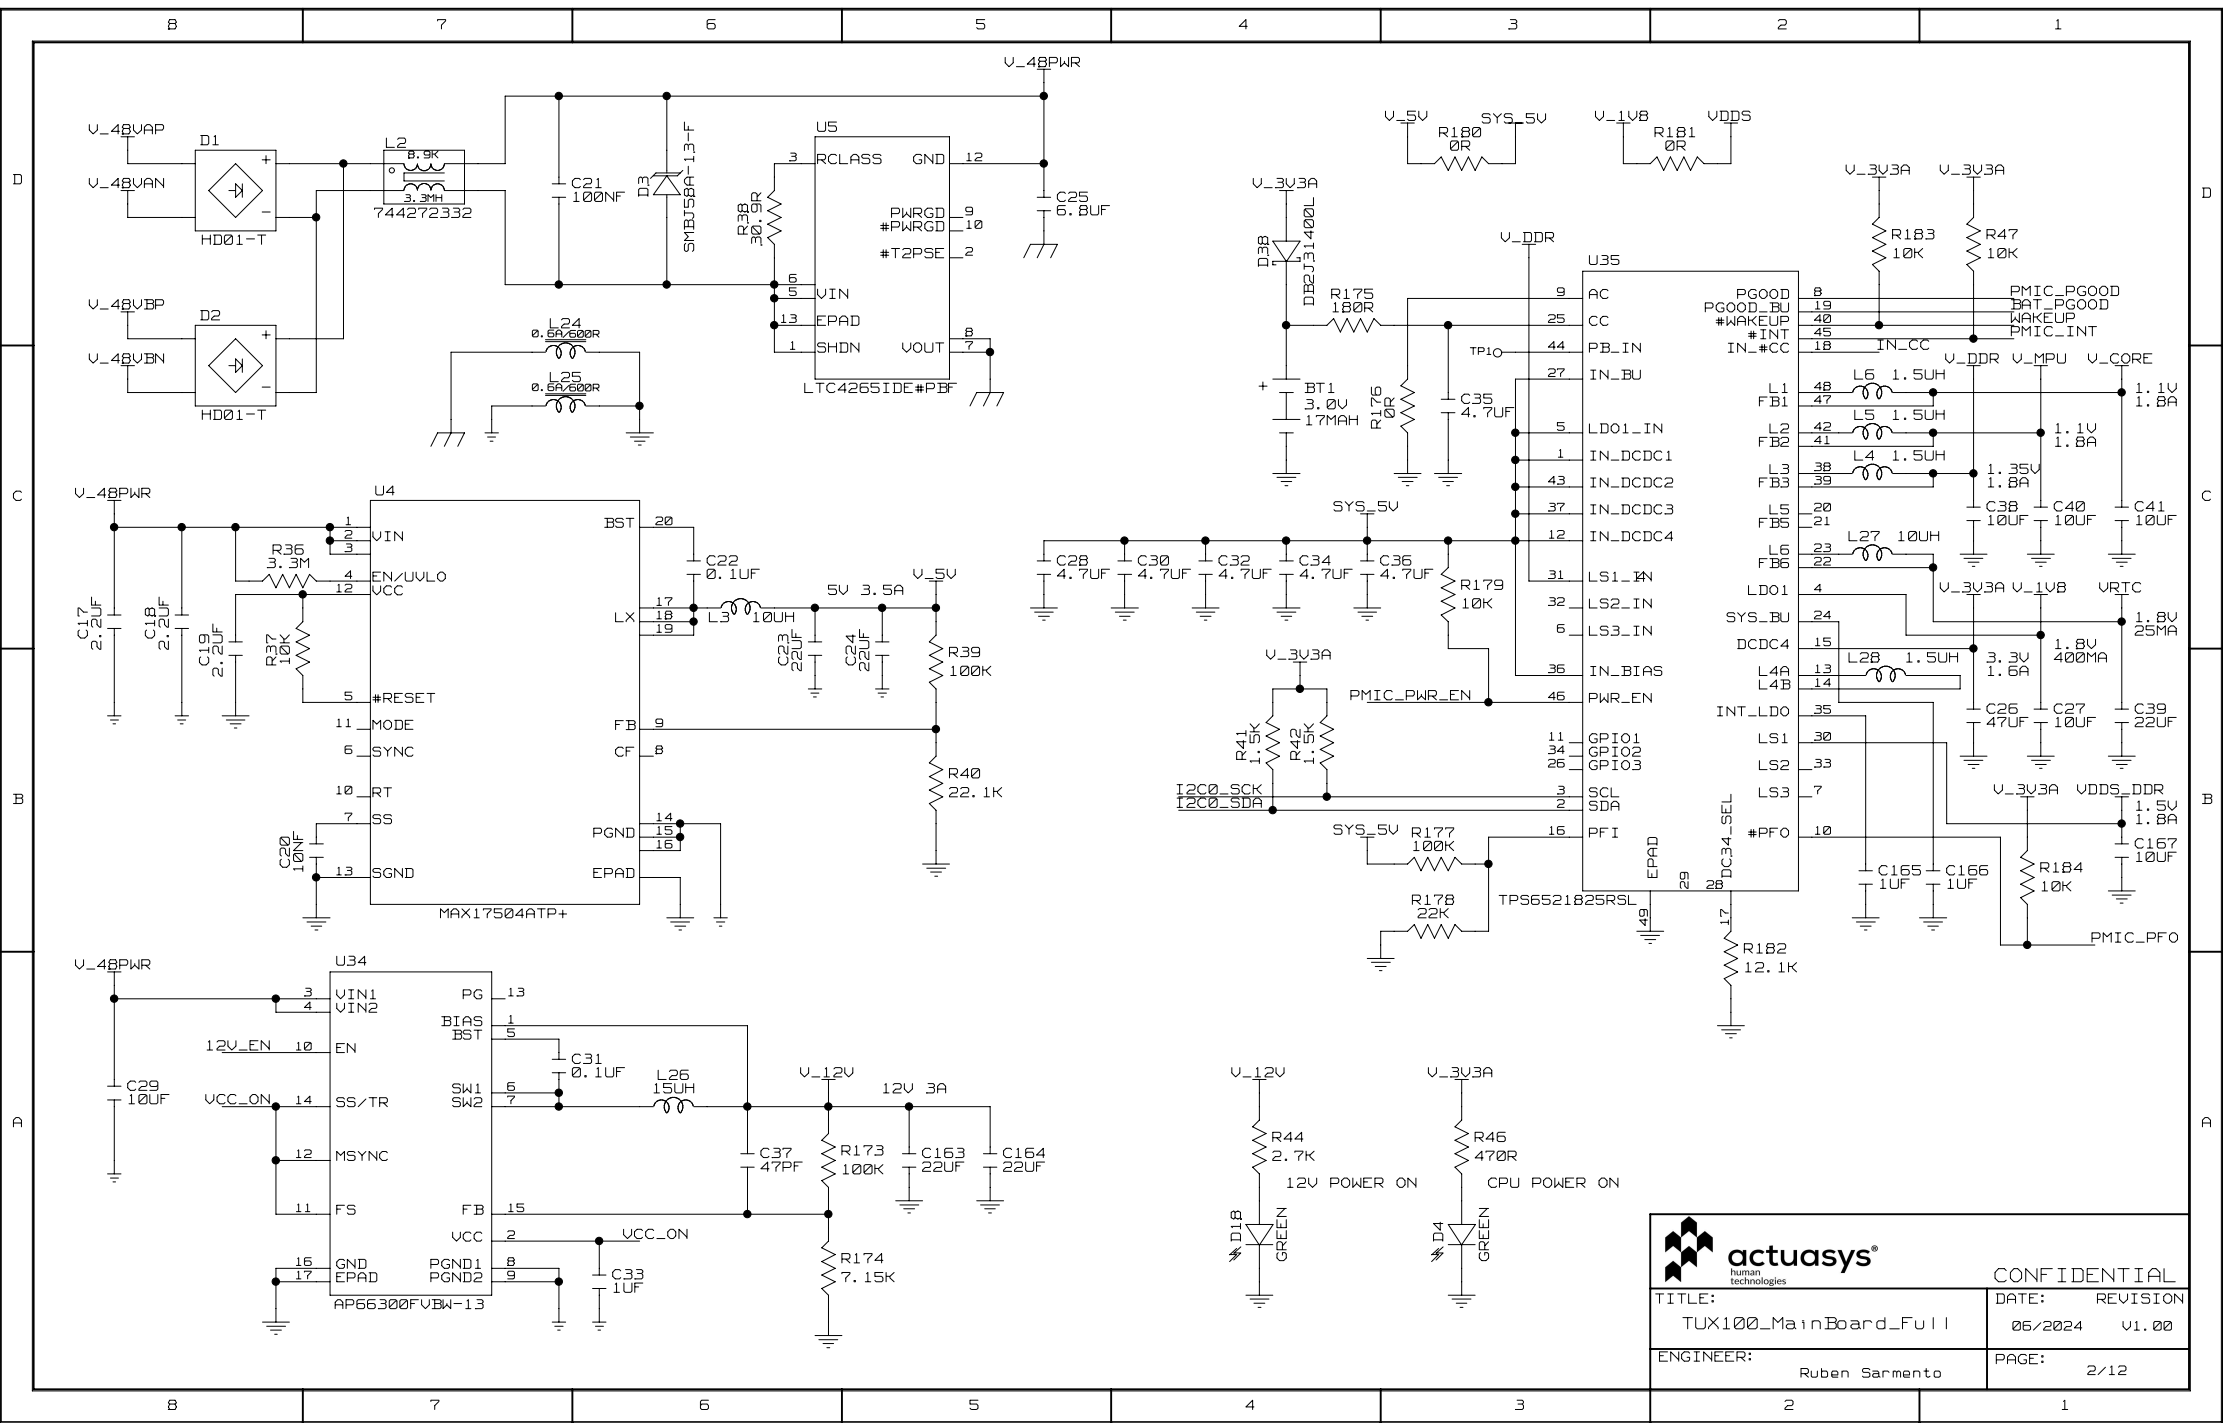 8 7 6 5 4 3 2 1
D
C
B
A
V_48VAP
V_48VAN
D1
HD01-T
V_48VBP
V_48VBN
D2
HD01-T
L2
8.9K
3.3MH
744272332
C21
100NF
D3
SMBJ58A-13-F
R38
30.9R
U5
3 RCLASS GND 12
PWRGD 9
#PWRGD 10
#T2PSE 2
6
5 VIN
13 EPAD
1 SHDN VOUT 8
7
LTC4265IDE#PBF
V_48PWR
C25
6.8UF
L24
0.6A/600R
L25
0.6A/600R
V_48PWR
U4
1
2 VIN
3
4 EN/UVLO
12 VCC
5 #RESET
11 MODE
6 SYNC
10 RT
7 SS
13 SGND
BST 20
LX 17
18
19
FB 9
CF 8
PGND 14
15
16
EPAD
MAX17504ATP+
R36
3.3M
C17
2.2UF
C18
2.2UF
C19
2.2UF
R37
10K
C20
10NF
C22
0.1UF
L3 10UH
5V 3.5A
V_5V
C23
22UF
C24
22UF
R39
100K
R40
22.1K
V_48PWR
U34
3 VIN1
4 VIN2
12V_EN 10 EN
VCC_ON 14 SS/TR
12 MSYNC
11 FS
16 GND
17 EPAD
PG 13
BIAS 1
BST 5
SW1 6
SW2 7
FB 15
VCC 2
PGND1 8
PGND2 9
AP66300FVBW-13
C29
10UF
C31
0.1UF
L26
15UH
V_12V
12V 3A
C37
47PF
R173
100K
C163
22UF
C164
22UF
VCC_ON
C33
1UF
R174
7.15K
V_5V
R180
0R
SYS_5V
V_1V8
R181
0R
VDDS
V_3V3A
D38
DB2J31400L
R175
180R
BT1
3.0V
17MAH
+
R176
0R
C35
4.7UF
TP1
V_DDR
SYS_5V
C28
4.7UF
C30
4.7UF
C32
4.7UF
C34
4.7UF
C36
4.7UF
R179
10K
PMIC_PWR_EN
V_3V3A
R41
1.5K
R42
1.5K
I2C0_SCK
I2C0_SDA
SYS_5V
R177
100K
R178
22K
U35
9 AC
25 CC
44 PB_IN
27 IN_BU
5 LDO1_IN
1 IN_DCDC1
43 IN_DCDC2
37 IN_DCDC3
12 IN_DCDC4
31
32 LS2_IN
6 LS3_IN
36 IN_BIAS
46 PWR_EN
11 GPIO1
34 GPIO2
26 GPIO3
3 SCL
2 SDA
16 PFI
PGOOD 8
PGOOD_BU 19
#WAKEUP 40
#INT 45
IN_#CC 18
L1 48
FB1 47
L2 42
FB2 41
L3 38
FB3 39
L5 20
FB5 21
L6 23
FB6 22
LDO1 4
SYS_BU 24
DCDC4 15
L4A 13
L4B 14
INT_LDO 35
LS1 30
LS2 33
LS3 7
#PFO 10
EPAD
29
28
DC34_SEL
49
17
TPS6521825RSL
R182
12.1K
V_3V3A
V_3V3A
R183
10K
R47
10K
PMIC_PGOOD
BAT_PGOOD
WAKEUP
PMIC_INT
IN_CC
V_DDR V_MPU V_CORE
L6 1.5UH
1.1V
1.8A
L5 1.5UH
1.1V
1.8A
L4 1.5UH
1.35V
1.8A
C38
10UF
C40
10UF
C41
10UF
L27 10UH
V_3V3A V_1V8 VRTC
1.8V
25MA
1.8V
400MA
3.3V
1.6A
L28 1.5UH
C26
47UF
C27
10UF
C39
22UF
V_3V3A VDDS_DDR
1.5V
1.8A
C167
10UF
C165
1UF
C166
1UF
R184
10K
PMIC_PFO
V_12V
R44
2.7K
12V POWER ON
D18
GREEN
V_3V3A
R46
470R
CPU POWER ON
D4
GREEN
actuasys®
human
technologies
CONFIDENTIAL
TITLE:
TUX100_MainBoard_Full
DATE: REVISION
06/2024 V1.00
ENGINEER:
Ruben Sarmento
PAGE:
2/12
D
C
B
A
8 7 6 5 4 3 2 1